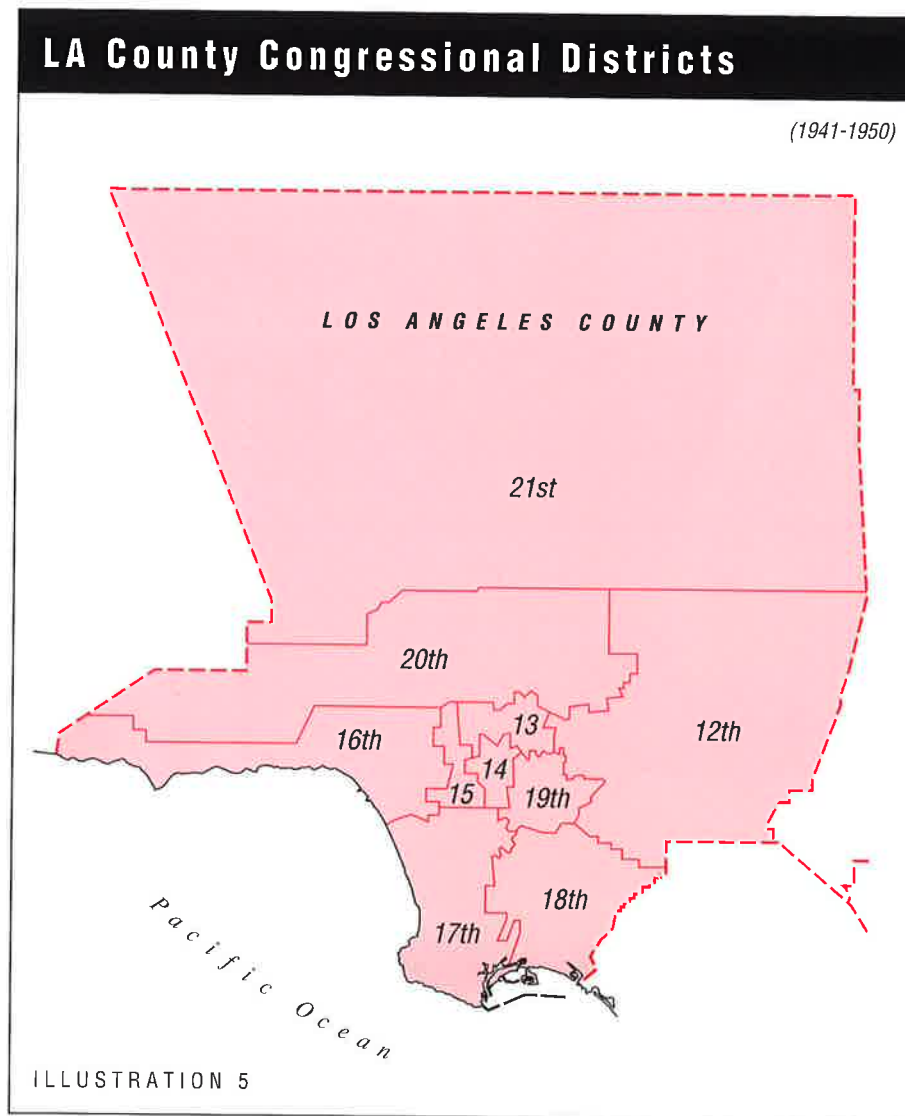 LA County Congressional Districts
(1941-1950)
LOS ANGELES COUNTY
21st
20th
13
16th
12th
14
15
19th
18th
17th
Pacific Ocean
ILLUSTRATION 5